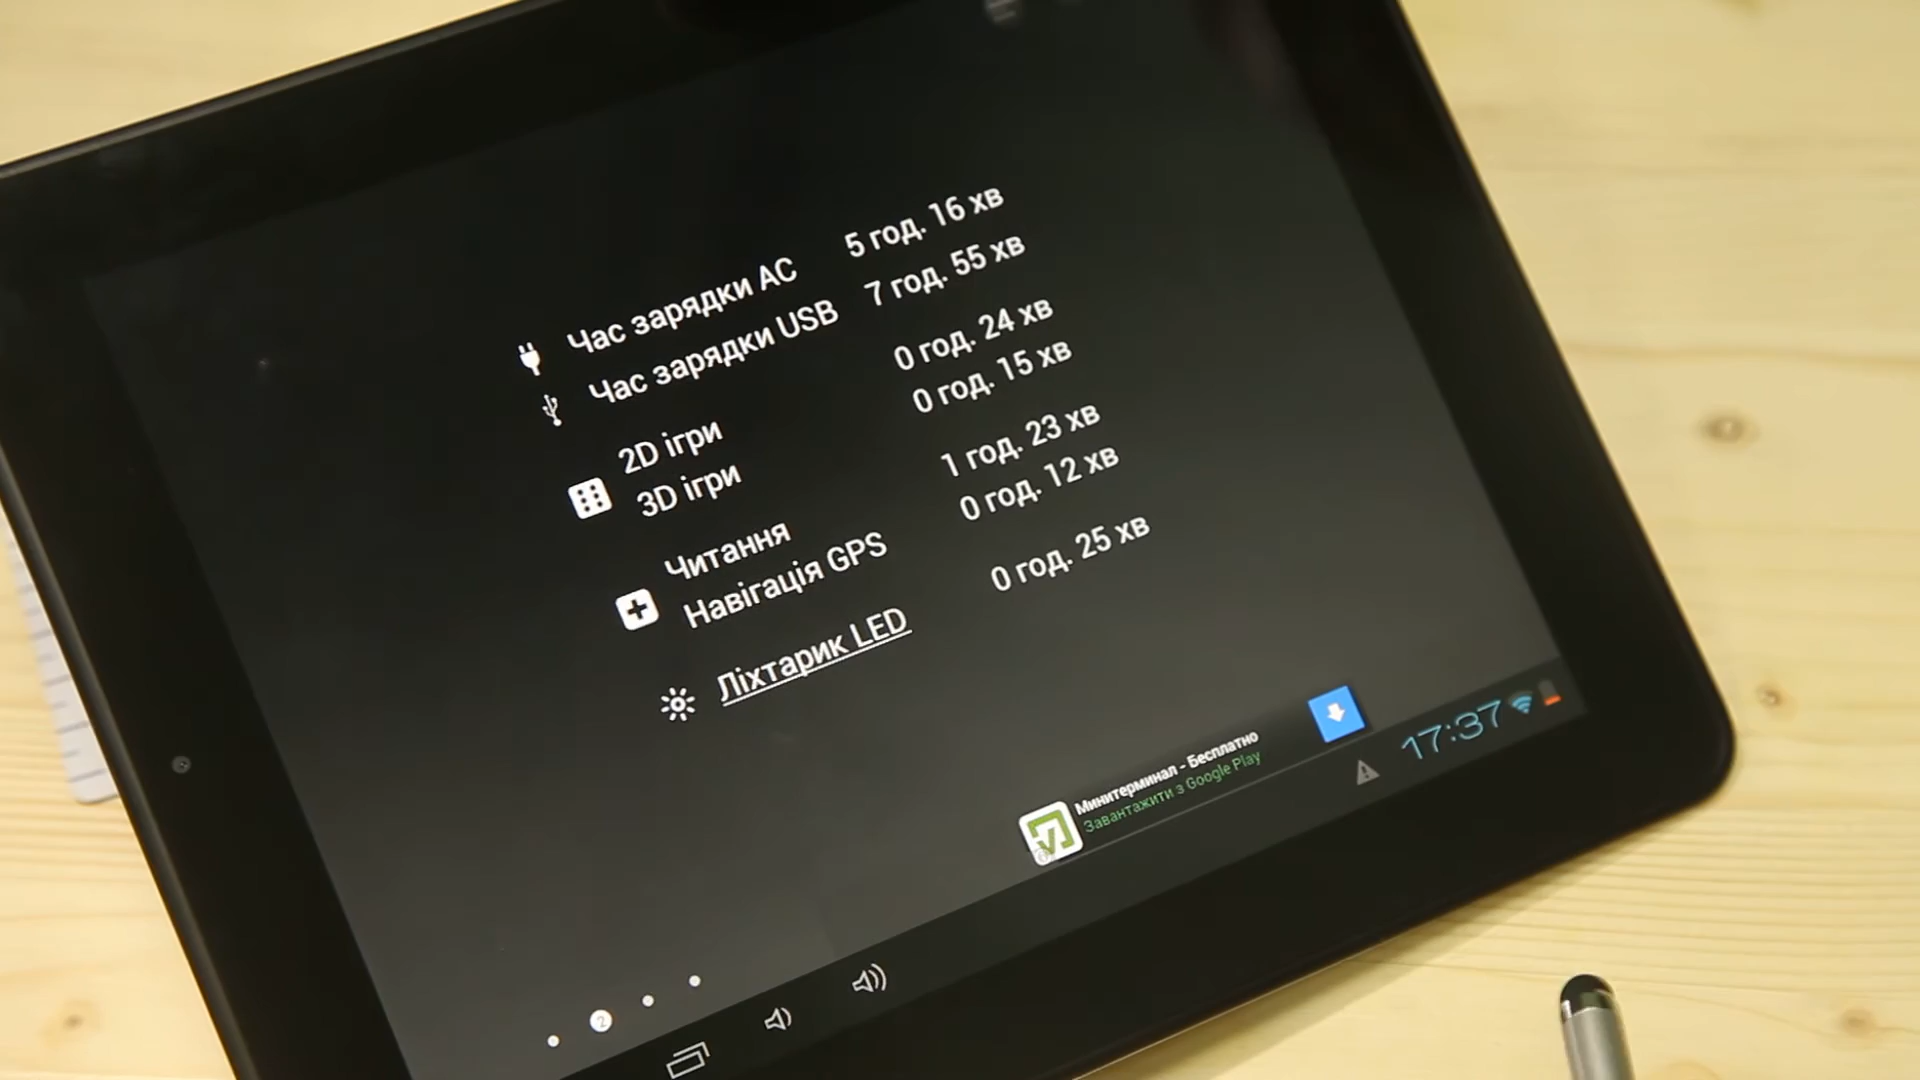 Час зарядки AC 5 год. 16 хв
Час зарядки USB 7 год. 55 хв
2D ігри 0 год. 24 хв
3D ігри 0 год. 15 хв
Читання 1 год. 23 хв
Навігація GPS 0 год. 12 хв
Ліхтарик LED 0 год. 25 хв
Минитерминал - Бесплатно
Завантажити з Google Play
17:37
2